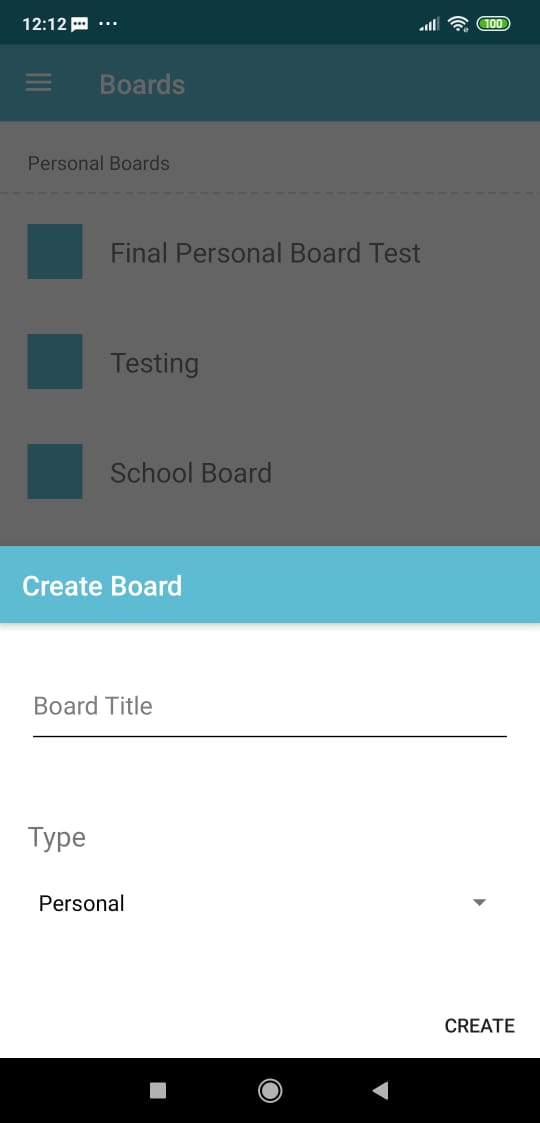 12:12
100
Boards
Personal Boards
Final Personal Board Test
Testing
School Board
Create Board
Board Title
Type
Personal
CREATE